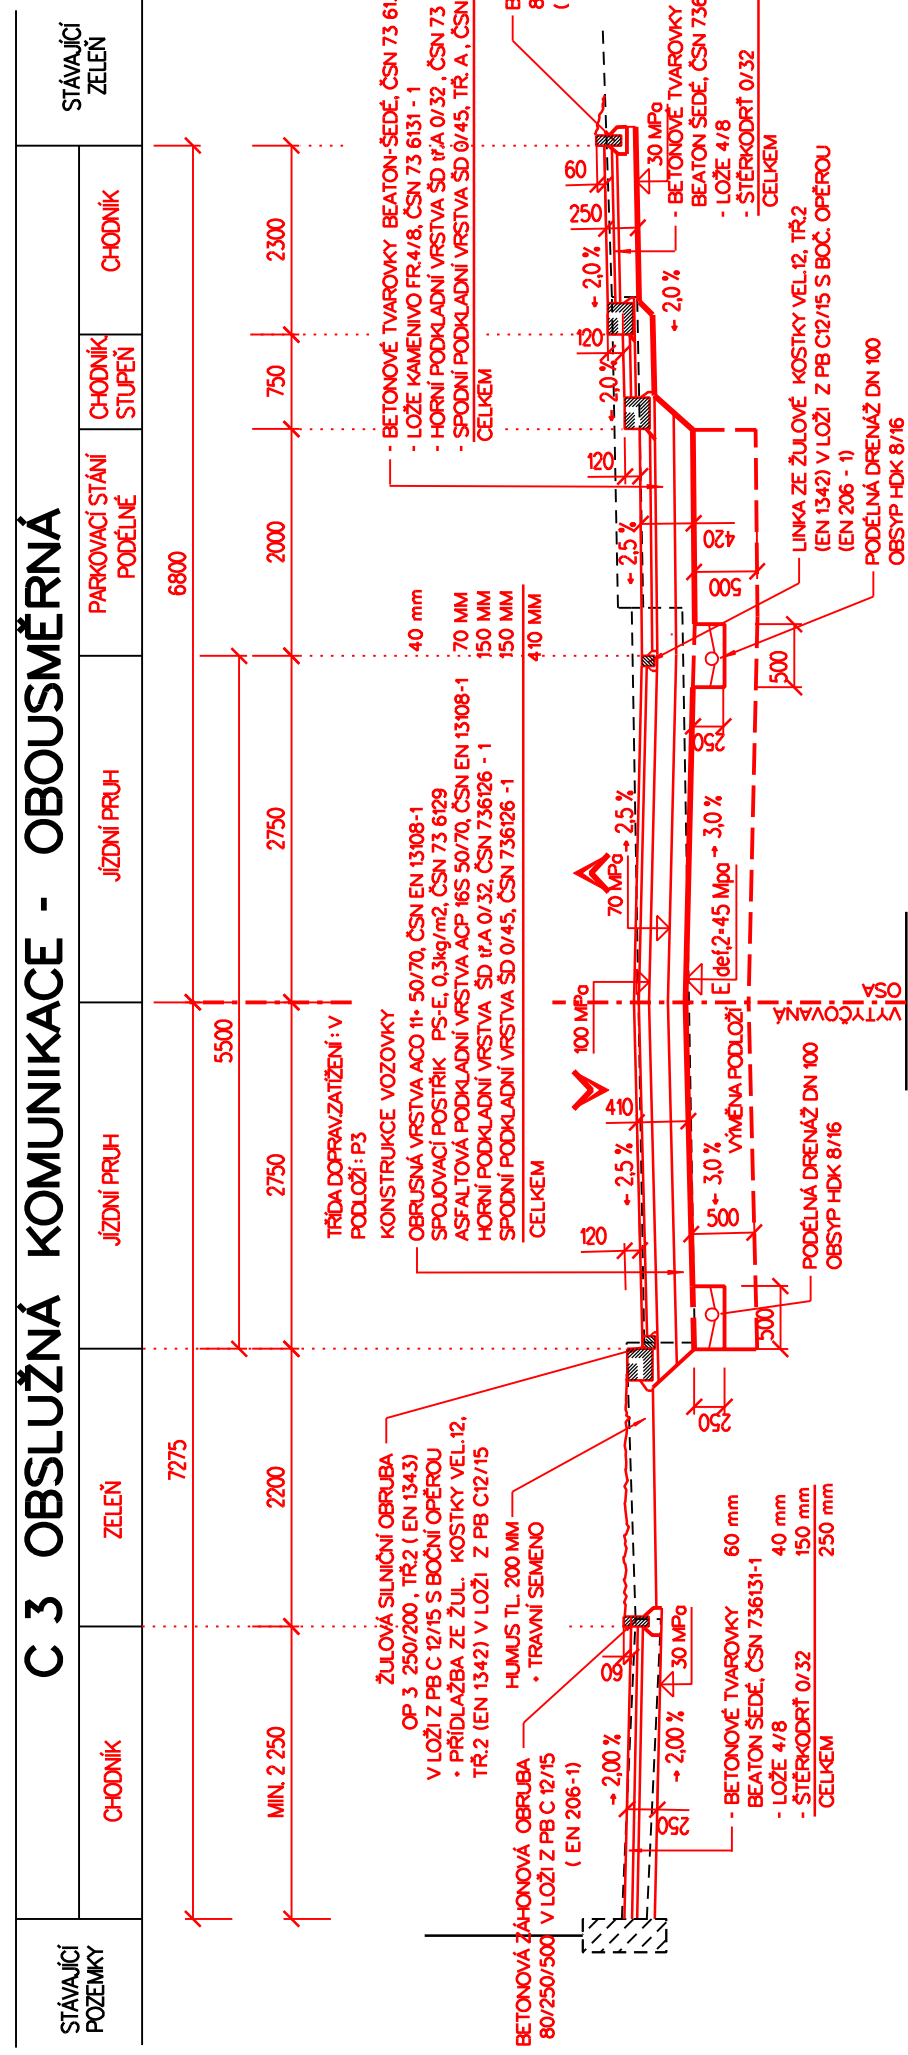 C 3 OBSLUŽNÁ KOMUNIKACE - OBOUSMĚRNÁ
STÁVAJÍCÍ
POZEMKY
CHODNÍK
ZELEŇ
JÍZDNÍ PRUH
JÍZDNÍ PRUH
PARKOVACÍ STÁNÍ
PODÉLNÉ
CHODNÍK
STUPEŇ
CHODNÍK
STÁVAJÍCÍ
ZELEŇ
7275
6800
5500
MIN. 2 250
2200
2750
2750
2000
750
2300
TŘÍDA DOPRAV.ZATÍŽENÍ: V
PODLOŽÍ: P3
KONSTRUKCE VOZOVKY
OBRUSNÁ VRSTVA ACO 11+ 50/70, ČSN EN 13108-1 40 mm
SPOJOVACÍ POSTŘIK PS-E, 0,3kg/m2, ČSN 73 6129
ASFALTOVÁ PODKLADNÍ VRSTVA ACP 16S 50/70, ČSN EN 13108-1 70 MM
HORNÍ PODKLADNÍ VRSTVA ŠD tř.A 0/32, ČSN 736126 - 1 150 MM
SPODNÍ PODKLADNÍ VRSTVA ŠD 0/45, ČSN 736126 -1 150 MM
CELKEM 410 MM
- BETONOVÉ TVAROVKY BEATON-ŠEDÉ, ČSN 73 61
- LOŽE KAMENIVO FR.4/8, ČSN 73 6131 - 1
- HORNÍ PODKLADNÍ VRSTVA ŠD tř.A 0/32 , ČSN 73
- SPODNÍ PODKLADNÍ VRSTVA ŠD 0/45, TŘ. A , ČSN
CELKEM
ŽULOVÁ SILNIČNÍ OBRUBA
OP 3 250/200 , TŘ.2 ( EN 1343)
V LOŽI Z PB C 12/15 S BOČNÍ OPĚROU
+ PŘÍDLAŽBA ZE ŽUL. KOSTKY VEL.12,
TŘ.2 (EN 1342) V LOŽI Z PB C12/15
HUMUS TL. 200 MM
+ TRAVNÍ SEMENO
BETONOVÁ ZÁHONOVÁ OBRUBA
80/250/500 V LOŽI Z PB C 12/15
( EN 206-1)
8
(
60
2,00 %
2,00 %
250
30 MPa
120
410
2,5 %
3,0 %
100 MPa
70 MPa
2,5 %
3,0 %
E def,2=45 Mpa
VÝMĚNA PODLOŽÍ
500
500
250
250
500
500
420
2,5 %
120
120
2,0 %
2,0 %
2,0 %
250
60
30 MPa
VYTYČOVANÁ
OSA
- BETONOVÉ TVAROVKY 60 mm
BEATON ŠEDÉ, ČSN 736131-1
- LOŽE 4/8 40 mm
- ŠTĚRKODRŤ 0/32 150 mm
CELKEM 250 mm
PODÉLNÁ DRENÁŽ DN 100
OBSYP HDK 8/16
LINKA ZE ŽULOVÉ KOSTKY VEL.12, TŘ.2
(EN 1342) V LOŽI Z PB C12/15 S BOČ. OPĚROU
(EN 206 - 1)
PODÉLNÁ DRENÁŽ DN 100
OBSYP HDK 8/16
- BETONOVÉ TVAROVKY
BEATON ŠEDÉ, ČSN 736
- LOŽE 4/8
- ŠTĚRKODRŤ 0/32
CELKEM